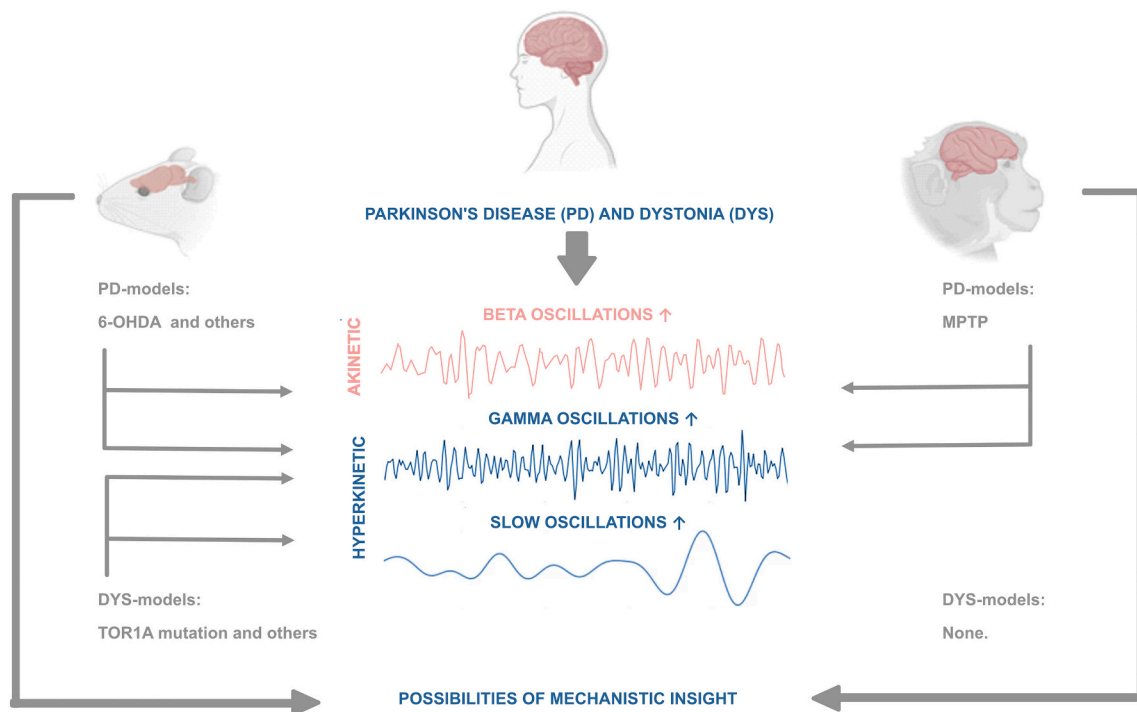 PARKINSON'S DISEASE (PD) AND DYSTONIA (DYS)
PD-models:
6-OHDA and others
PD-models:
MPTP
AKINETIC
BETA OSCILLATIONS ↑
HYPERKINETIC
GAMMA OSCILLATIONS ↑
SLOW OSCILLATIONS ↑
DYS-models:
TOR1A mutation and others
DYS-models:
None.
POSSIBILITIES OF MECHANISTIC INSIGHT